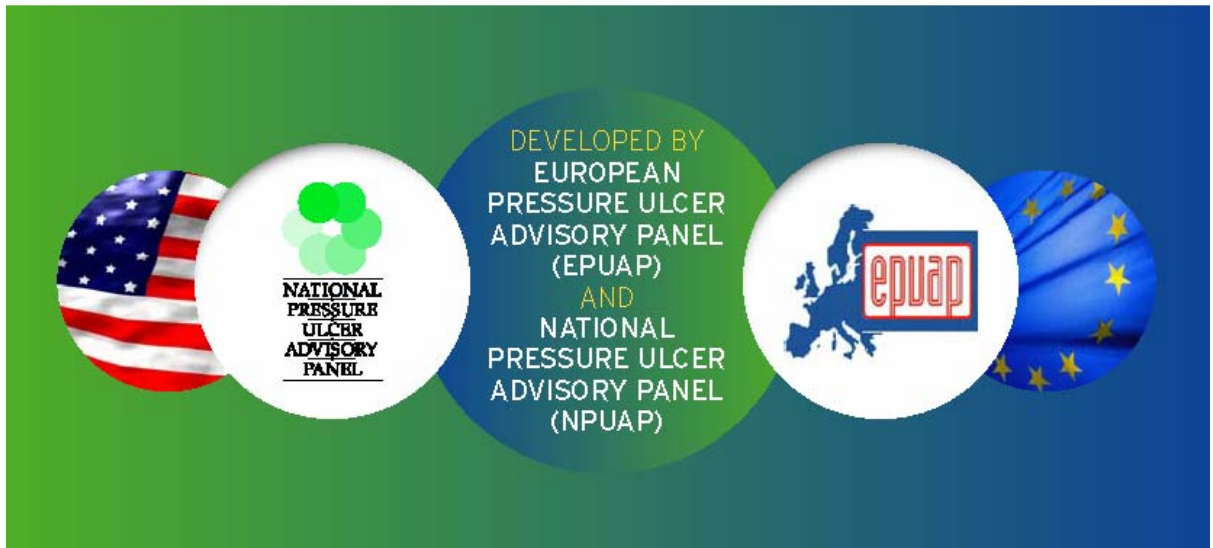 NATIONAL
PRESSURE
ULCER
ADVISORY
PANEL
DEVELOPED BY
EUROPEAN
PRESSURE ULCER
ADVISORY PANEL
(EPUAP)
AND
NATIONAL
PRESSURE ULCER
ADVISORY PANEL
(NPUAP)
epuap